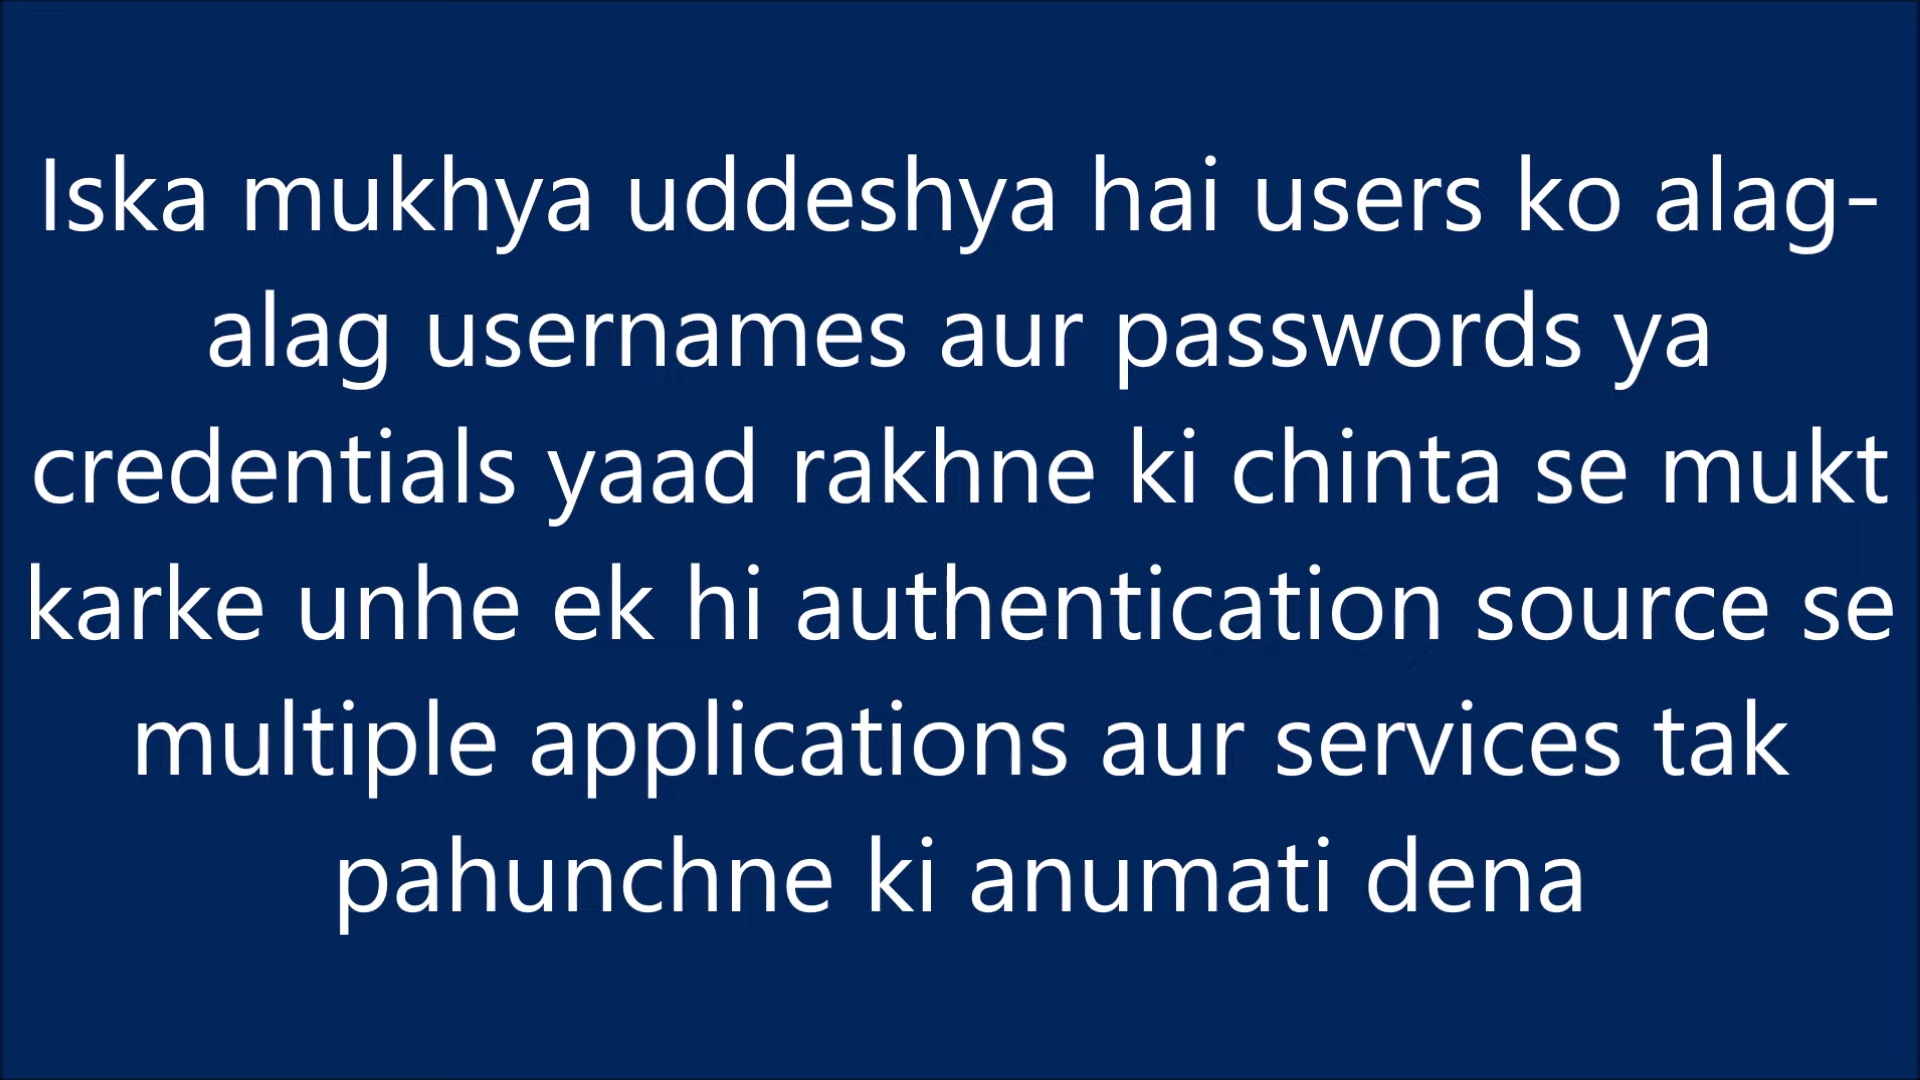 Iska mukhya uddeshya hai users ko alag-
alag usernames aur passwords ya
credentials yaad rakhne ki chinta se mukt
karke unhe ek hi authentication source se
multiple applications aur services tak
pahunchne ki anumati dena